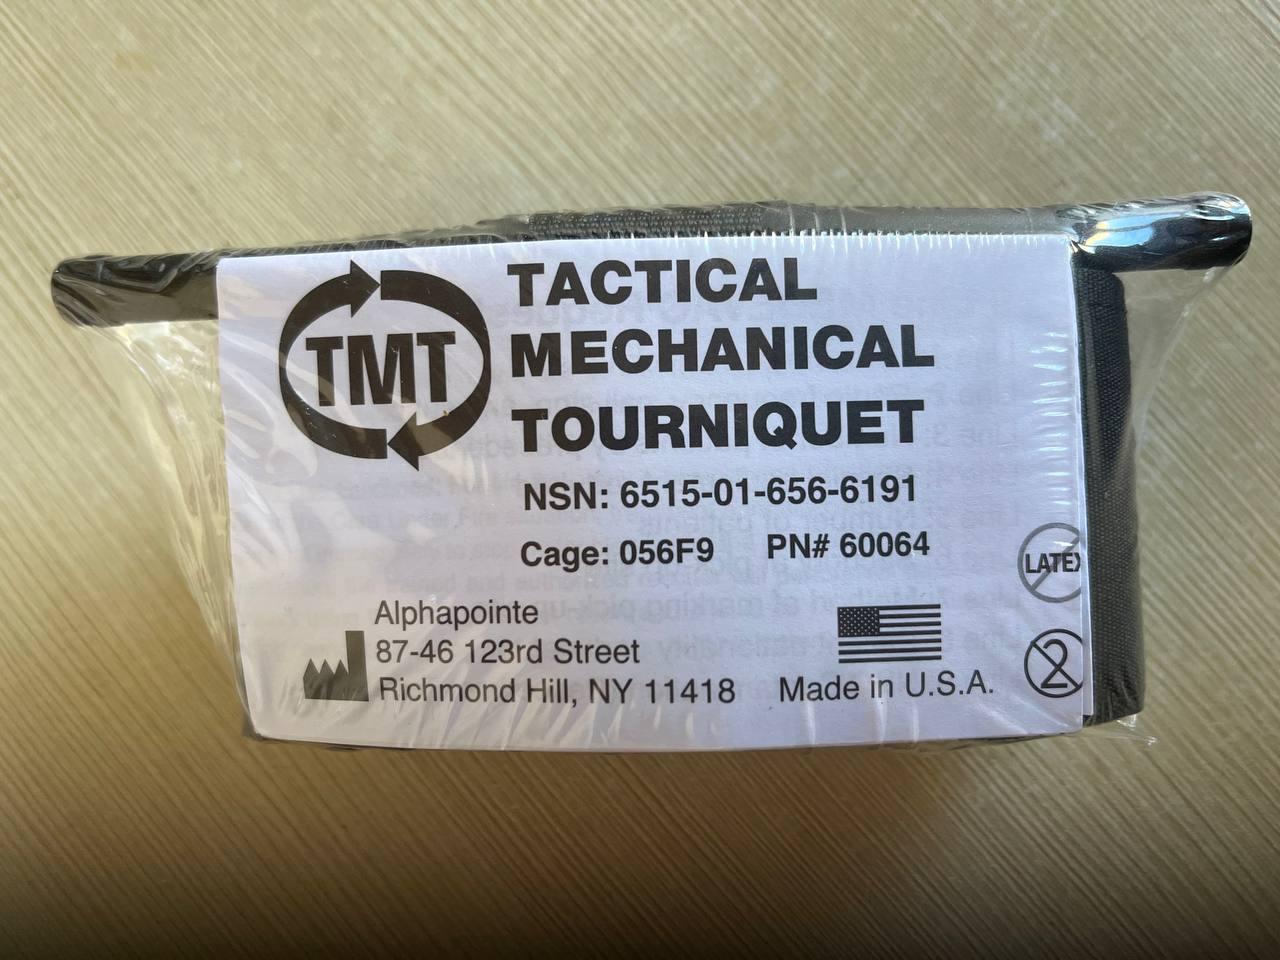 TMT
TACTICAL
MECHANICAL
TOURNIQUET
NSN: 6515-01-656-6191
Cage: 056F9 PN# 60064
LATEX
Alphapointe
87-46 123rd Street
Richmond Hill, NY 11418
Made in U.S.A.
2